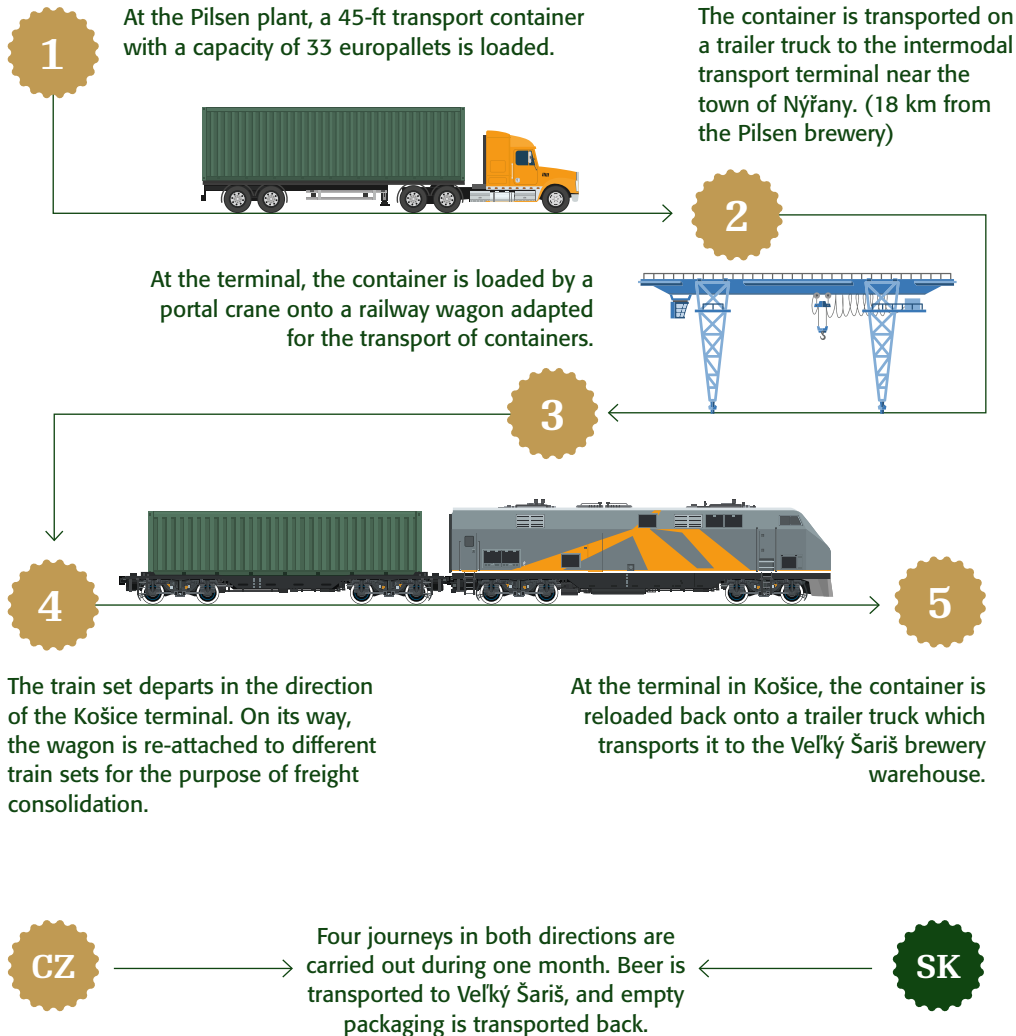 1
At the Pilsen plant, a 45-ft transport container
with a capacity of 33 europallets is loaded.
The container is transported on
a trailer truck to the intermodal
transport terminal near the
town of Nýřany. (18 km from
the Pilsen brewery)
2
At the terminal, the container is loaded by a
portal crane onto a railway wagon adapted
for the transport of containers.
3
4
5
The train set departs in the direction
of the Košice terminal. On its way,
the wagon is re-attached to different
train sets for the purpose of freight
consolidation.
At the terminal in Košice, the container is
reloaded back onto a trailer truck which
transports it to the Veľký Šariš brewery
warehouse.
CZ
Four journeys in both directions are
carried out during one month. Beer is
transported to Veľký Šariš, and empty
packaging is transported back.
SK